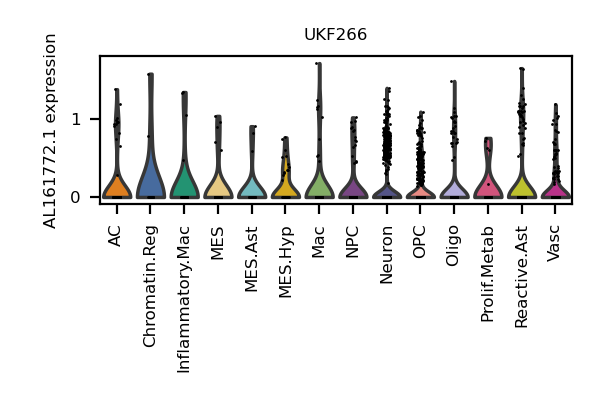 UKF266
AL161772.1 expression
1
0
AC
Chromatin.Reg
Inflammatory.Mac
MES
MES.Ast
MES.Hyp
Mac
NPC
Neuron
OPC
Oligo
Prolif.Metab
Reactive.Ast
Vasc